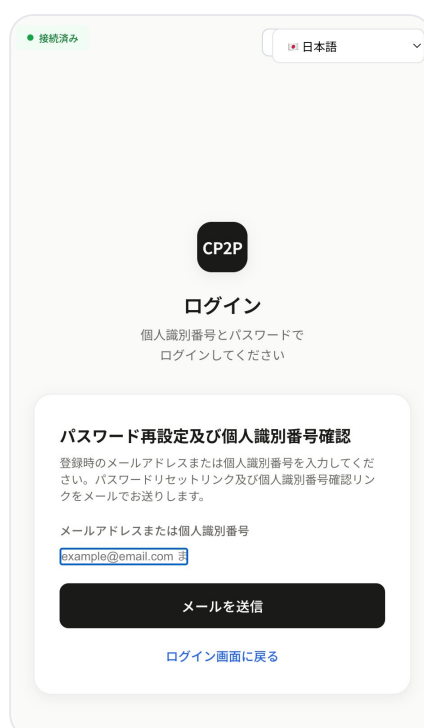 接続済み
日本語
CP2P
ログイン
個人識別番号とパスワードで
ログインしてください
パスワード再設定及び個人識別番号確認
登録時のメールアドレスまたは個人識別番号を入力してくだ
さい。パスワードリセットリンク及び個人識別番号確認リン
クをメールでお送りします。
メールアドレスまたは個人識別番号
example@email.com ま
メールを送信
ログイン画面に戻る